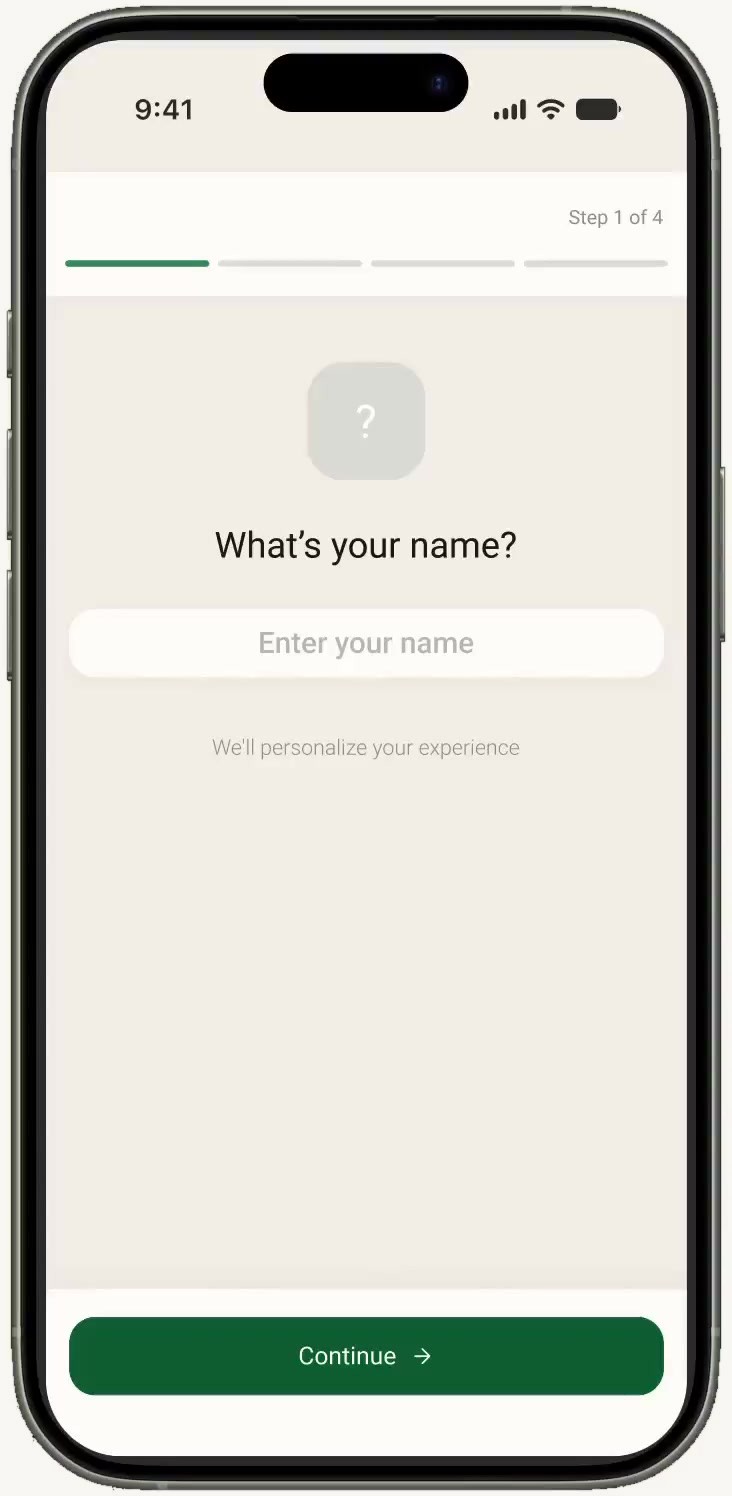 9:41
Step 1 of 4
?
What’s your name?
Enter your name
We'll personalize your experience
Continue →